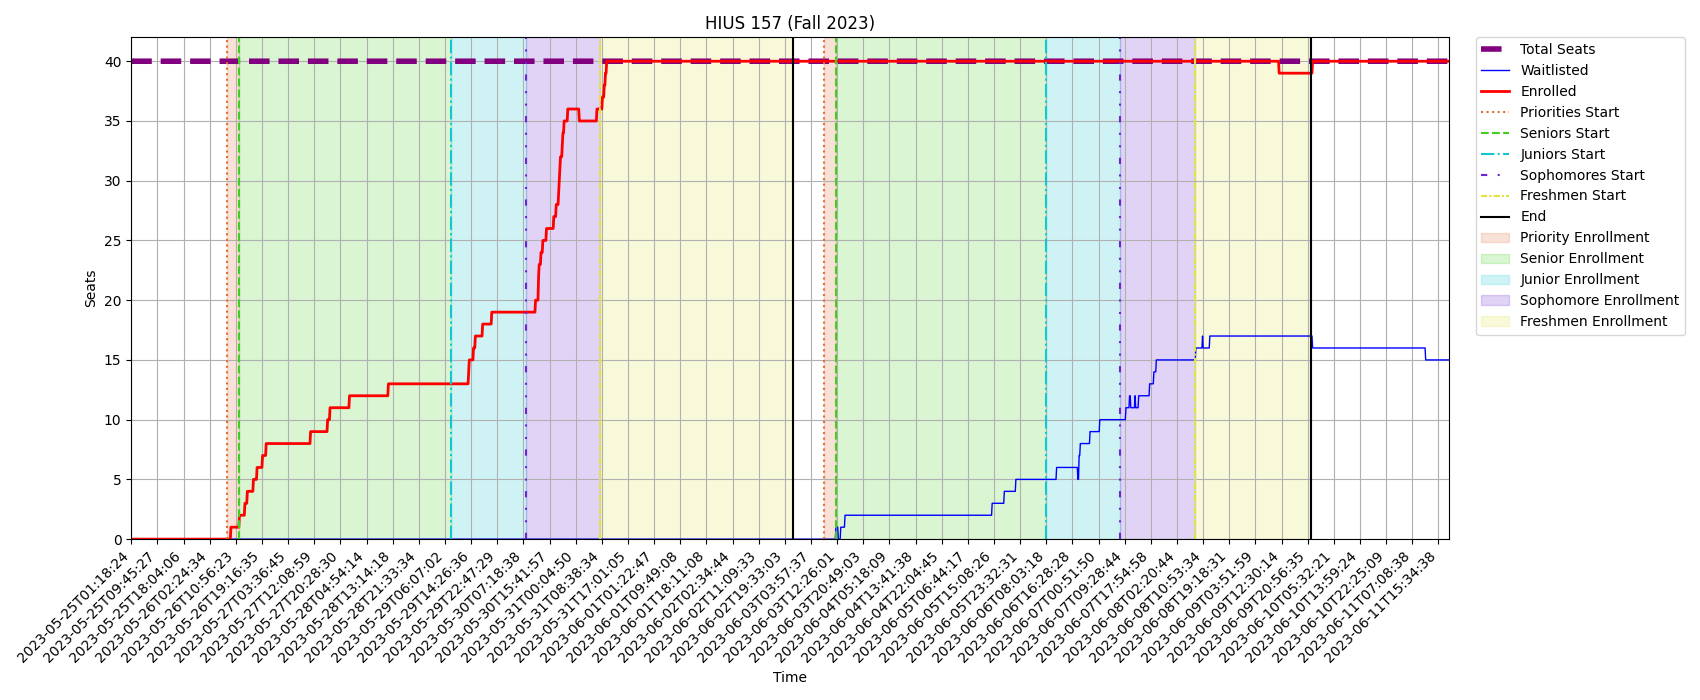 HIUS 157 (Fall 2023)
Seats
40
35
30
25
20
15
10
5
0
2023-05-25T01:18:24
2023-05-25T09:45:27
2023-05-25T18:04:06
2023-05-26T02:24:34
2023-05-26T10:56:23
2023-05-26T19:16:35
2023-05-27T03:36:45
2023-05-27T12:08:59
2023-05-27T20:28:30
2023-05-28T04:54:14
2023-05-28T13:14:18
2023-05-28T21:33:34
2023-05-29T06:07:02
2023-05-29T14:26:36
2023-05-29T22:47:29
2023-05-30T07:18:38
2023-05-30T15:41:57
2023-05-31T00:04:50
2023-05-31T08:38:34
2023-05-31T17:01:05
2023-06-01T01:22:47
2023-06-01T09:49:08
2023-06-01T18:11:08
2023-06-02T02:34:44
2023-06-02T11:09:33
2023-06-02T19:33:03
2023-06-03T03:57:37
2023-06-03T12:26:01
2023-06-03T20:49:03
2023-06-04T05:18:09
2023-06-04T13:41:38
2023-06-04T22:04:45
2023-06-05T06:44:17
2023-06-05T15:08:26
2023-06-05T23:32:31
2023-06-06T08:03:18
2023-06-06T16:28:28
2023-06-07T00:51:50
2023-06-07T09:28:44
2023-06-07T17:54:58
2023-06-08T02:20:44
2023-06-08T10:53:34
2023-06-08T19:18:31
2023-06-09T03:51:59
2023-06-09T12:30:14
2023-06-09T20:56:35
2023-06-10T05:32:21
2023-06-10T13:59:24
2023-06-10T22:25:09
2023-06-11T07:08:38
2023-06-11T15:34:38
Time
Total Seats
Waitlisted
Enrolled
Priorities Start
Seniors Start
Juniors Start
Sophomores Start
Freshmen Start
End
Priority Enrollment
Senior Enrollment
Junior Enrollment
Sophomore Enrollment
Freshmen Enrollment